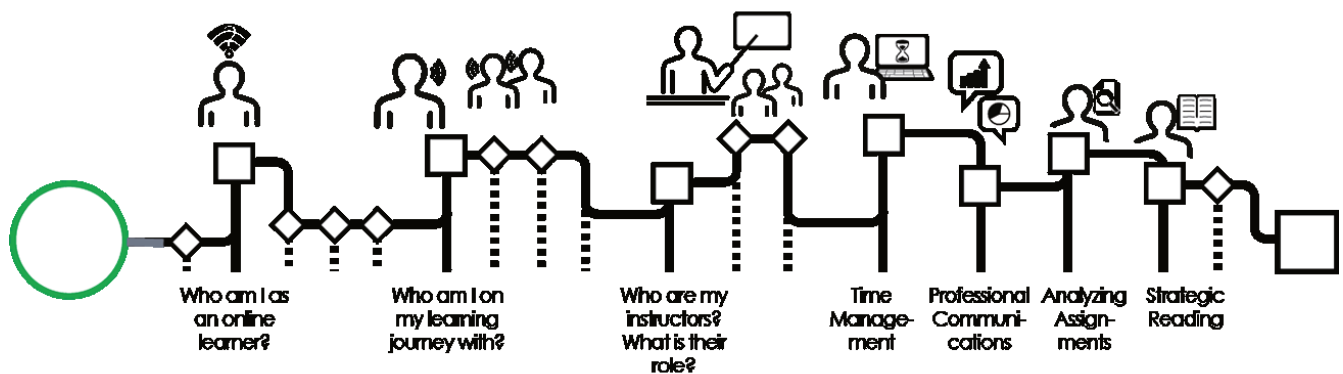 Who am I as
an online
learner?
Who am I on
my learning
journey with?
Who are my
instructors?
What is their
role?
Time
Manage-
ment
Professional
Communi-
cations
Analyzing
Assign-
ments
Strategic
Reading